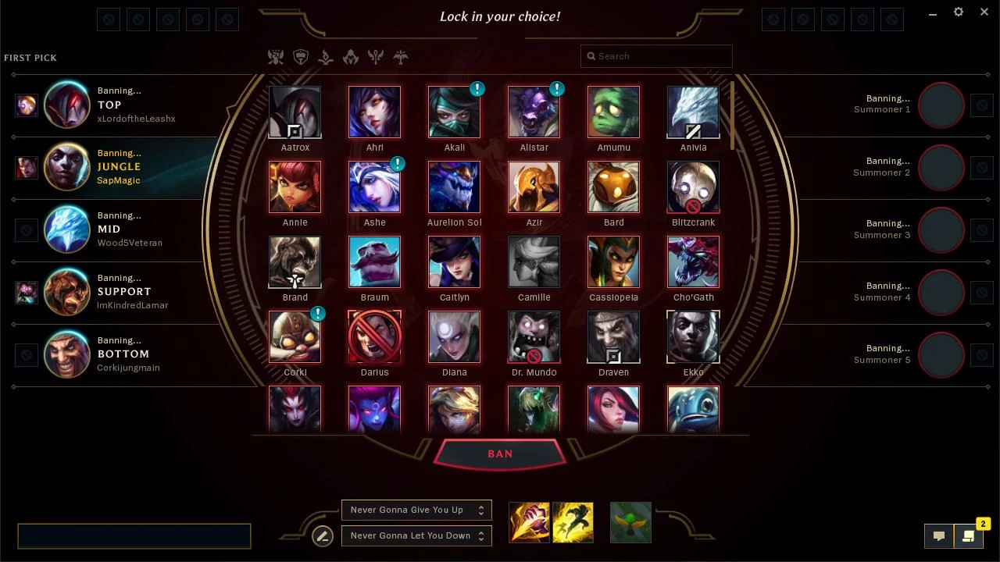 Lock in your choice!
FIRST PICK
Search
Banning...
TOP
xLordoftheLeashx
Banning...
JUNGLE
SapMagic
Banning...
MID
Wood5Veteran
Banning...
SUPPORT
ImKindredLamar
Banning...
BOTTOM
Corkijungmain
Aatrox
Ahri
Akali
Alistar
Amumu
Anivia
Annie
Ashe
Aurelion Sol
Azir
Bard
Blitzcrank
Brand
Braum
Caitlyn
Camille
Cassiopeia
Cho'Gath
Corki
Darius
Diana
Dr. Mundo
Draven
Ekko
Banning...
Summoner 1
Banning...
Summoner 2
Banning...
Summoner 3
Banning...
Summoner 4
Banning...
Summoner 5
BAN
Never Gonna Give You Up
Never Gonna Let You Down
2